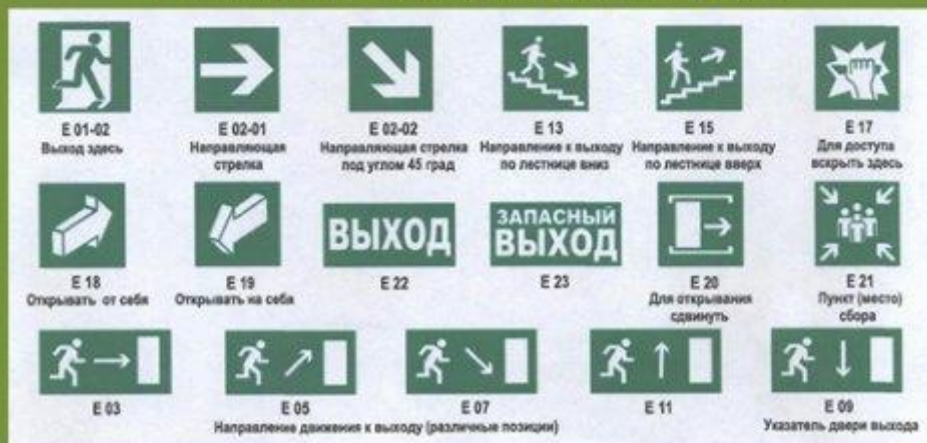 E 01-02
Выход здесь
E 02-01
Направляющая
стрелка
E 02-02
Направляющая стрелка
под углом 45 град
E 13
Направление к выходу
по лестнице вниз
E 15
Направление к выходу
по лестнице вверх
E 17
Для доступа
вскрыть здесь
E 18
Открывать от себя
E 19
Открывать на себя
ВЫХОД
E 22
ЗАПАСНЫЙ
ВЫХОД
E 23
E 20
Для открывания
сдвинуть
E 21
Пункт (место)
сбора
E 03
E 05
E 07
E 11
E 09
Направление движения к выходу (различные позиции)
Указатель двери выхода